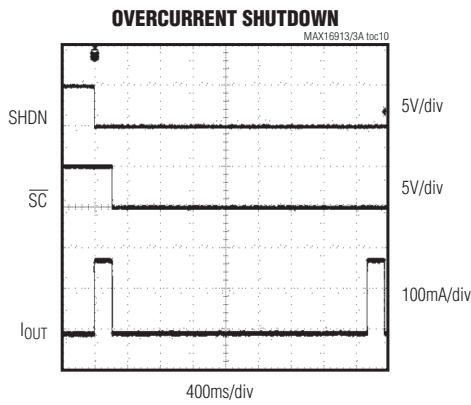 OVERCURRENT SHUTDOWN
MAX16913/3A toc10
SHDN
5V/div
SC
5V/div
IOUT
100mA/div
400ms/div